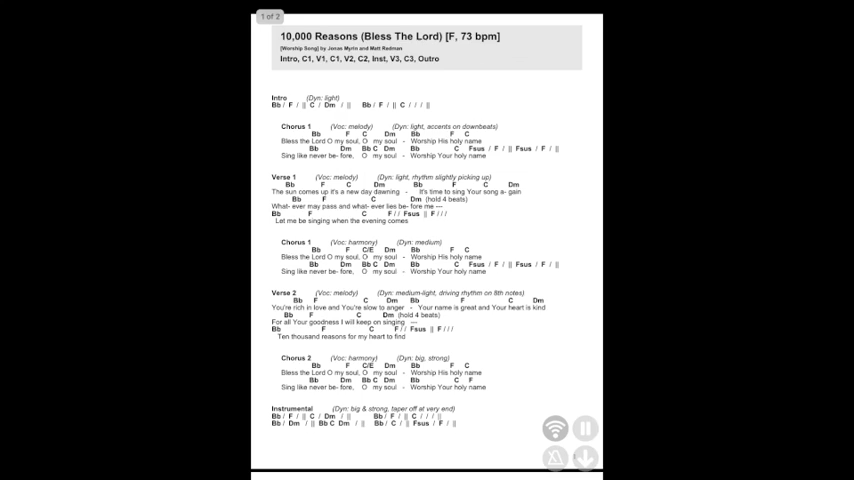 1 of 2
10,000 Reasons (Bless The Lord) [F, 73 bpm]
[Worship Song] by Jonas Myrin and Matt Redman
Intro, C1, V1, C1, V2, C2, Inst, V3, C3, Outro
Intro (Dyn: light)
Bb / F / || C / Dm / || Bb / F / || C / / / ||
Chorus 1 (Voc: melody) (Dyn: light, accents on downbeats)
Bb F C Dm Bb F C
Bless the Lord O my soul, O my soul - Worship His holy name
Bb Dm Bb C Dm Bb C Fsus / F / || Fsus / F / ||
Sing like never be- fore, O my soul - Worship Your holy name
Verse 1 (Voc: melody) (Dyn: light, rhythm slightly picking up)
Bb F C Dm Bb F C Dm
The sun comes up it's a new day dawning - It's time to sing Your song a- gain
Bb F C Dm (hold 4 beats)
What- ever may pass and what- ever lies be- fore me ---
Bb F C F / / Fsus || F / / /
Let me be singing when the evening comes
Chorus 1 (Voc: harmony) (Dyn: medium)
Bb F C/E Dm Bb F C
Bless the Lord O my soul, O my soul - Worship His holy name
Bb Dm Bb C Dm Bb C Fsus / F / || Fsus / F / ||
Sing like never be- fore, O my soul - Worship Your holy name
Verse 2 (Voc: melody) (Dyn: medium-light, driving rhythm on 8th notes)
Bb F C Dm Bb F C Dm
You're rich in love and You're slow to anger - Your name is great and Your heart is kind
Bb F C Dm (hold 4 beats)
For all Your goodness I will keep on singing ---
Bb F C F / / Fsus || F / / /
Ten thousand reasons for my heart to find
Chorus 2 (Voc: harmony) (Dyn: big, strong)
Bb F C/E Dm Bb F C
Bless the Lord O my soul, O my soul - Worship His holy name
Bb Dm Bb C Dm Bb C F
Sing like never be- fore, O my soul - Worship Your holy name
Instrumental (Dyn: big & strong, taper off at very end)
Bb / F / || C / Dm / || Bb / F / || C / / / ||
Bb / Dm / || Bb C Dm / || Bb / C / || Fsus / F / ||